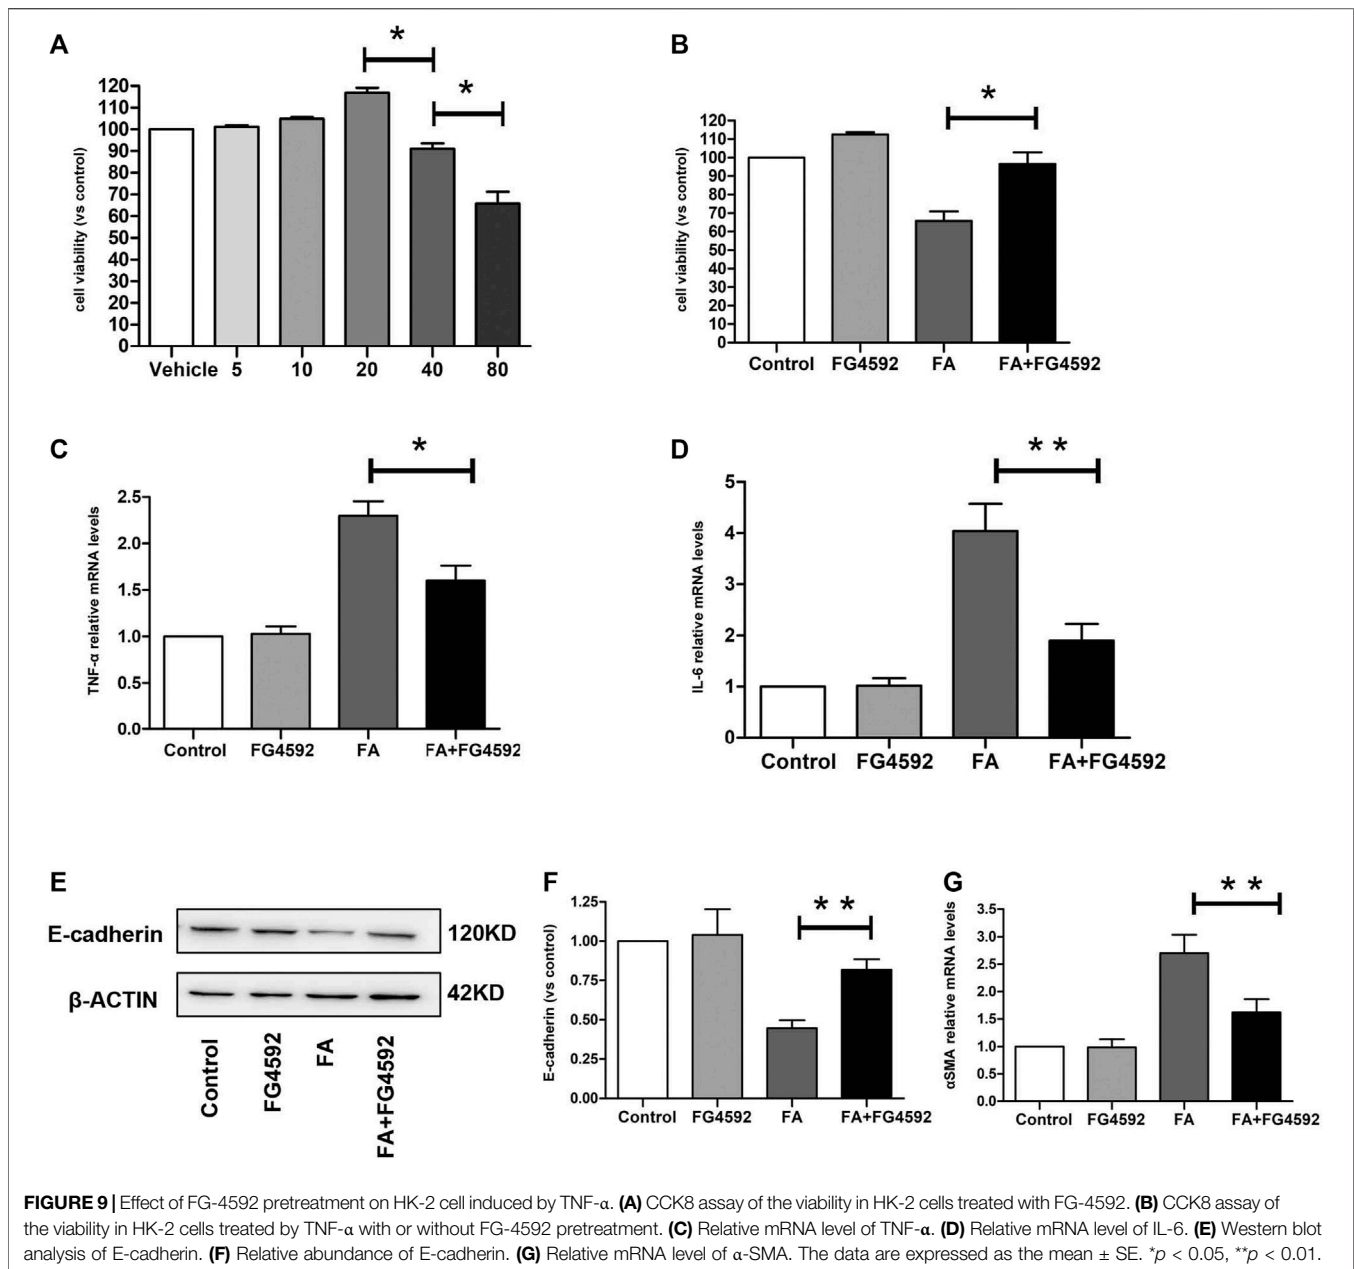 A
*
*
cell viability (vs control)
120
110
100
90
80
70
60
50
40
30
20
10
0
Vehicle 5 10 20 40 80
B
*
cell viability (vs control)
120
110
100
90
80
70
60
50
40
30
20
10
0
Control FG4592 FA FA+FG4592
C
*
TNF-α relative mRNA levels
2.5
2.0
1.5
1.0
0.5
0.0
Control FG4592 FA FA+FG4592
D
**
IL-6 relative mRNA levels
5
4
3
2
1
0
Control FG4592 FA FA+FG4592
E
E-cadherin 120KD
β-ACTIN 42KD
Control FG4592 FA FA+FG4592
F
**
E-cadherin (vs control)
1.25
1.00
0.75
0.50
0.25
0.00
Control FG4592 FA FA+FG4592
G
**
αSMA relative mRNA levels
3.5
3.0
2.5
2.0
1.5
1.0
0.5
0.0
Control FG4592 FA FA+FG4592
FIGURE 9 | Effect of FG-4592 pretreatment on HK-2 cell induced by TNF-α. (A) CCK8 assay of the viability in HK-2 cells treated with FG-4592. (B) CCK8 assay of
the viability in HK-2 cells treated by TNF-α with or without FG-4592 pretreatment. (C) Relative mRNA level of TNF-α. (D) Relative mRNA level of IL-6. (E) Western blot
analysis of E-cadherin. (F) Relative abundance of E-cadherin. (G) Relative mRNA level of α-SMA. The data are expressed as the mean ± SE. *p < 0.05, **p < 0.01.